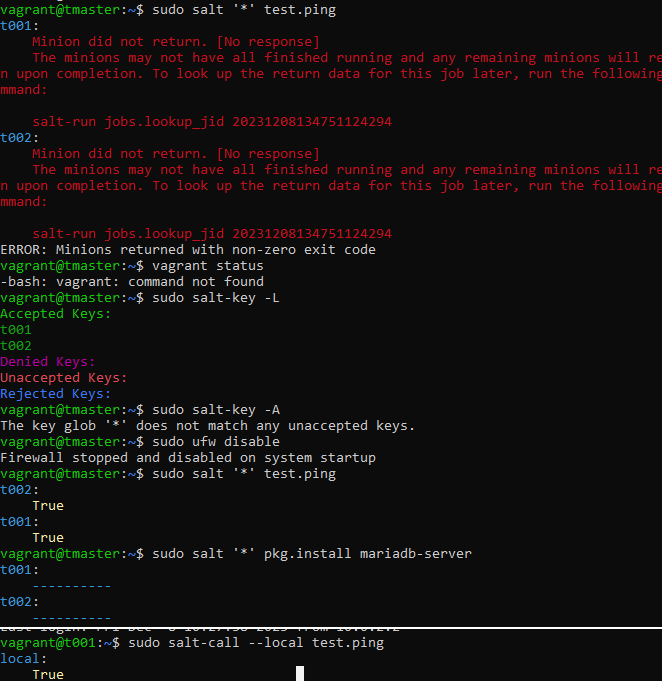 vagrant@tmaster:~$ sudo salt '*' test.ping
t001:
    Minion did not return. [No response]
    The minions may not have all finished running and any remaining minions will re
n upon completion. To look up the return data for this job later, run the following
mmand:

    salt-run jobs.lookup_jid 20231208134751124294
t002:
    Minion did not return. [No response]
    The minions may not have all finished running and any remaining minions will re
n upon completion. To look up the return data for this job later, run the following
mmand:

    salt-run jobs.lookup_jid 20231208134751124294
ERROR: Minions returned with non-zero exit code
vagrant@tmaster:~$ vagrant status
-bash: vagrant: command not found
vagrant@tmaster:~$ sudo salt-key -L
Accepted Keys:
t001
t002
Denied Keys:
Unaccepted Keys:
Rejected Keys:
vagrant@tmaster:~$ sudo salt-key -A
The key glob '*' does not match any unaccepted keys.
vagrant@tmaster:~$ sudo ufw disable
Firewall stopped and disabled on system startup
vagrant@tmaster:~$ sudo salt '*' test.ping
t002:
    True
t001:
    True
vagrant@tmaster:~$ sudo salt '*' pkg.install mariadb-server
t001:
    ----------
t002:
    ----------
vagrant@t001:~$ sudo salt-call --local test.ping
local:
    True